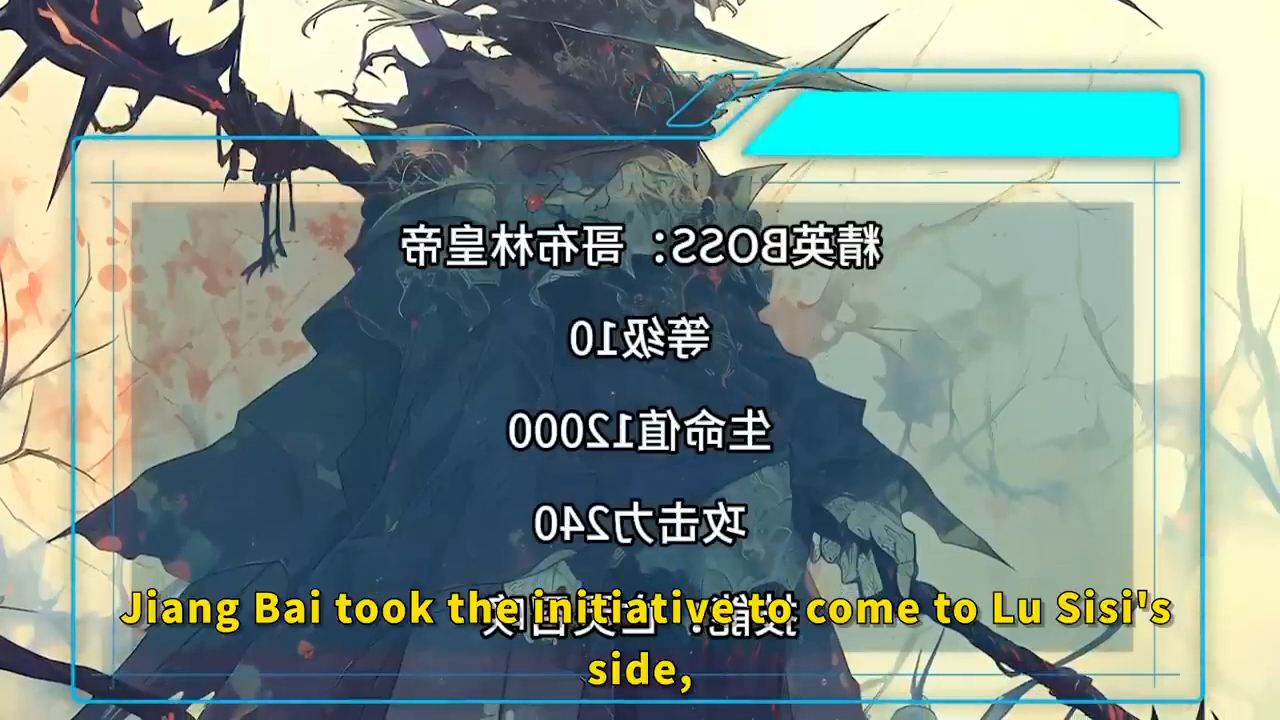 精英BOSS：哥布林皇帝
等级10
生命值12000
攻击力240
技能：
Jiang Bai took the initiative to come to Lu Sisi's
side,